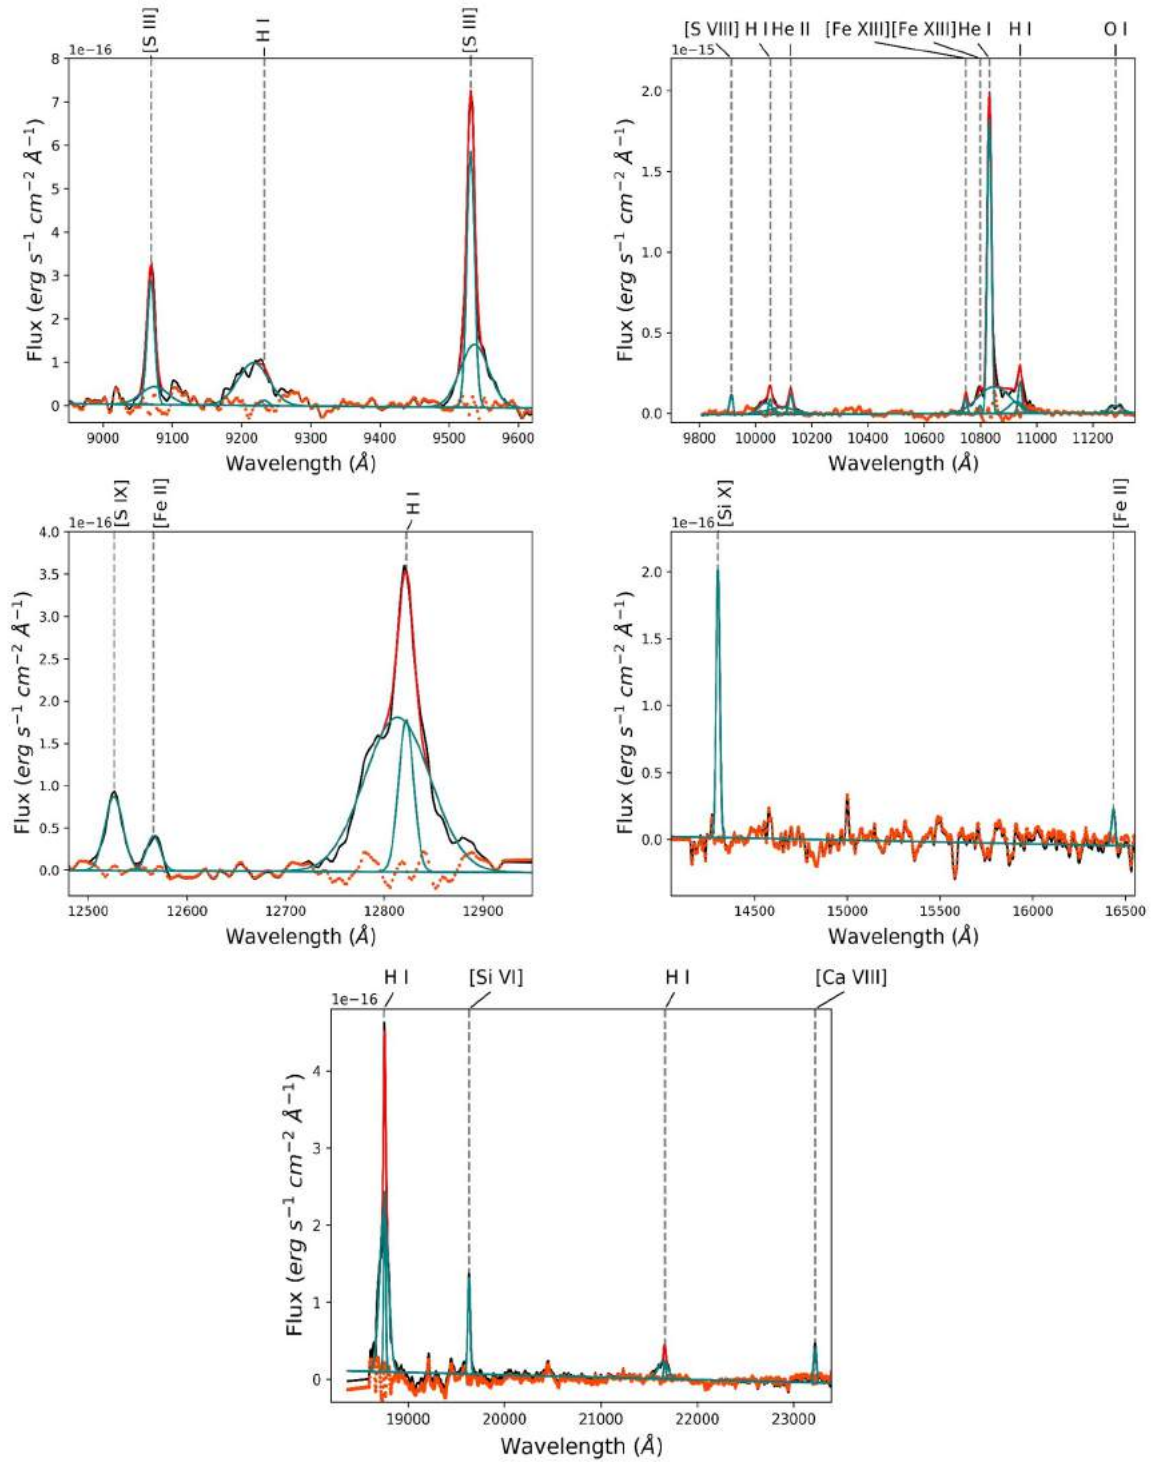 [S III]
H I
[S III]
1e−16
8
7
6
5
4
3
2
1
0
Flux (erg s−1 cm−2 Å−1)
9000 9100 9200 9300 9400 9500 9600
Wavelength (Å)
[S VIII] H I He II [Fe XIII] [Fe XIII] He I H I O I
1e−15
2.0
1.5
1.0
0.5
0.0
Flux (erg s−1 cm−2 Å−1)
9800 10000 10200 10400 10600 10800 11000 11200
Wavelength (Å)
[S IX]
[Fe II]
H I
1e−16
4.0
3.5
3.0
2.5
2.0
1.5
1.0
0.5
0.0
Flux (erg s−1 cm−2 Å−1)
12500 12600 12700 12800 12900
Wavelength (Å)
[Si X]
[Fe II]
1e−16
2.0
1.5
1.0
0.5
0.0
Flux (erg s−1 cm−2 Å−1)
14500 15000 15500 16000 16500
Wavelength (Å)
H I [Si VI] H I [Ca VIII]
1e−16
4
3
2
1
0
Flux (erg s−1 cm−2 Å−1)
19000 20000 21000 22000 23000
Wavelength (Å)